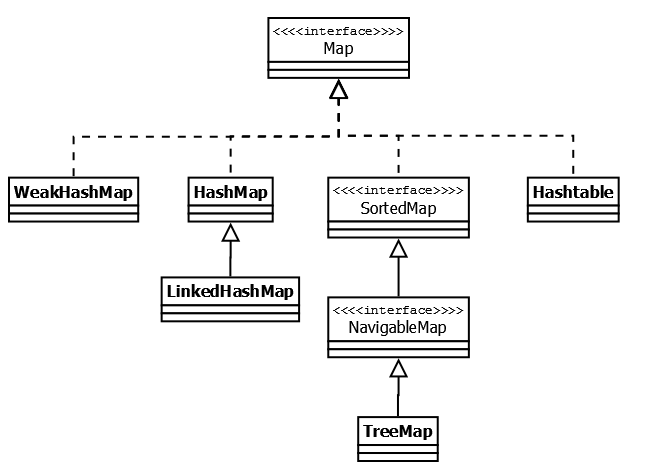 <<<<interface>>>>
Map
WeakHashMap
HashMap
<<<<interface>>>>
SortedMap
Hashtable
LinkedHashMap
<<<<interface>>>>
NavigableMap
TreeMap